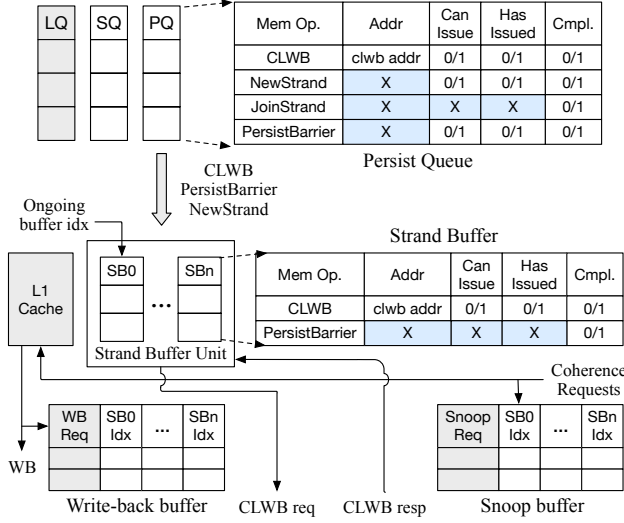 LQ SQ PQ
Mem Op. Addr Can Issue Has Issued Cmpl.
CLWB clwb addr 0/1 0/1 0/1
NewStrand X 0/1 0/1 0/1
JoinStrand X X X 0/1
PersistBarrier X 0/1 0/1 0/1
Persist Queue
CLWB
PersistBarrier
NewStrand
Ongoing
buffer idx
Strand Buffer
L1
Cache
SB0 ... SBn
Strand Buffer Unit
Mem Op. Addr Can Issue Has Issued Cmpl.
CLWB clwb addr 0/1 0/1 0/1
PersistBarrier X X X 0/1
Coherence
Requests
WB Req SB0 Idx ... SBn Idx
Snoop Req SB0 Idx ... SBn Idx
WB
Write-back buffer
CLWB req
CLWB resp
Snoop buffer